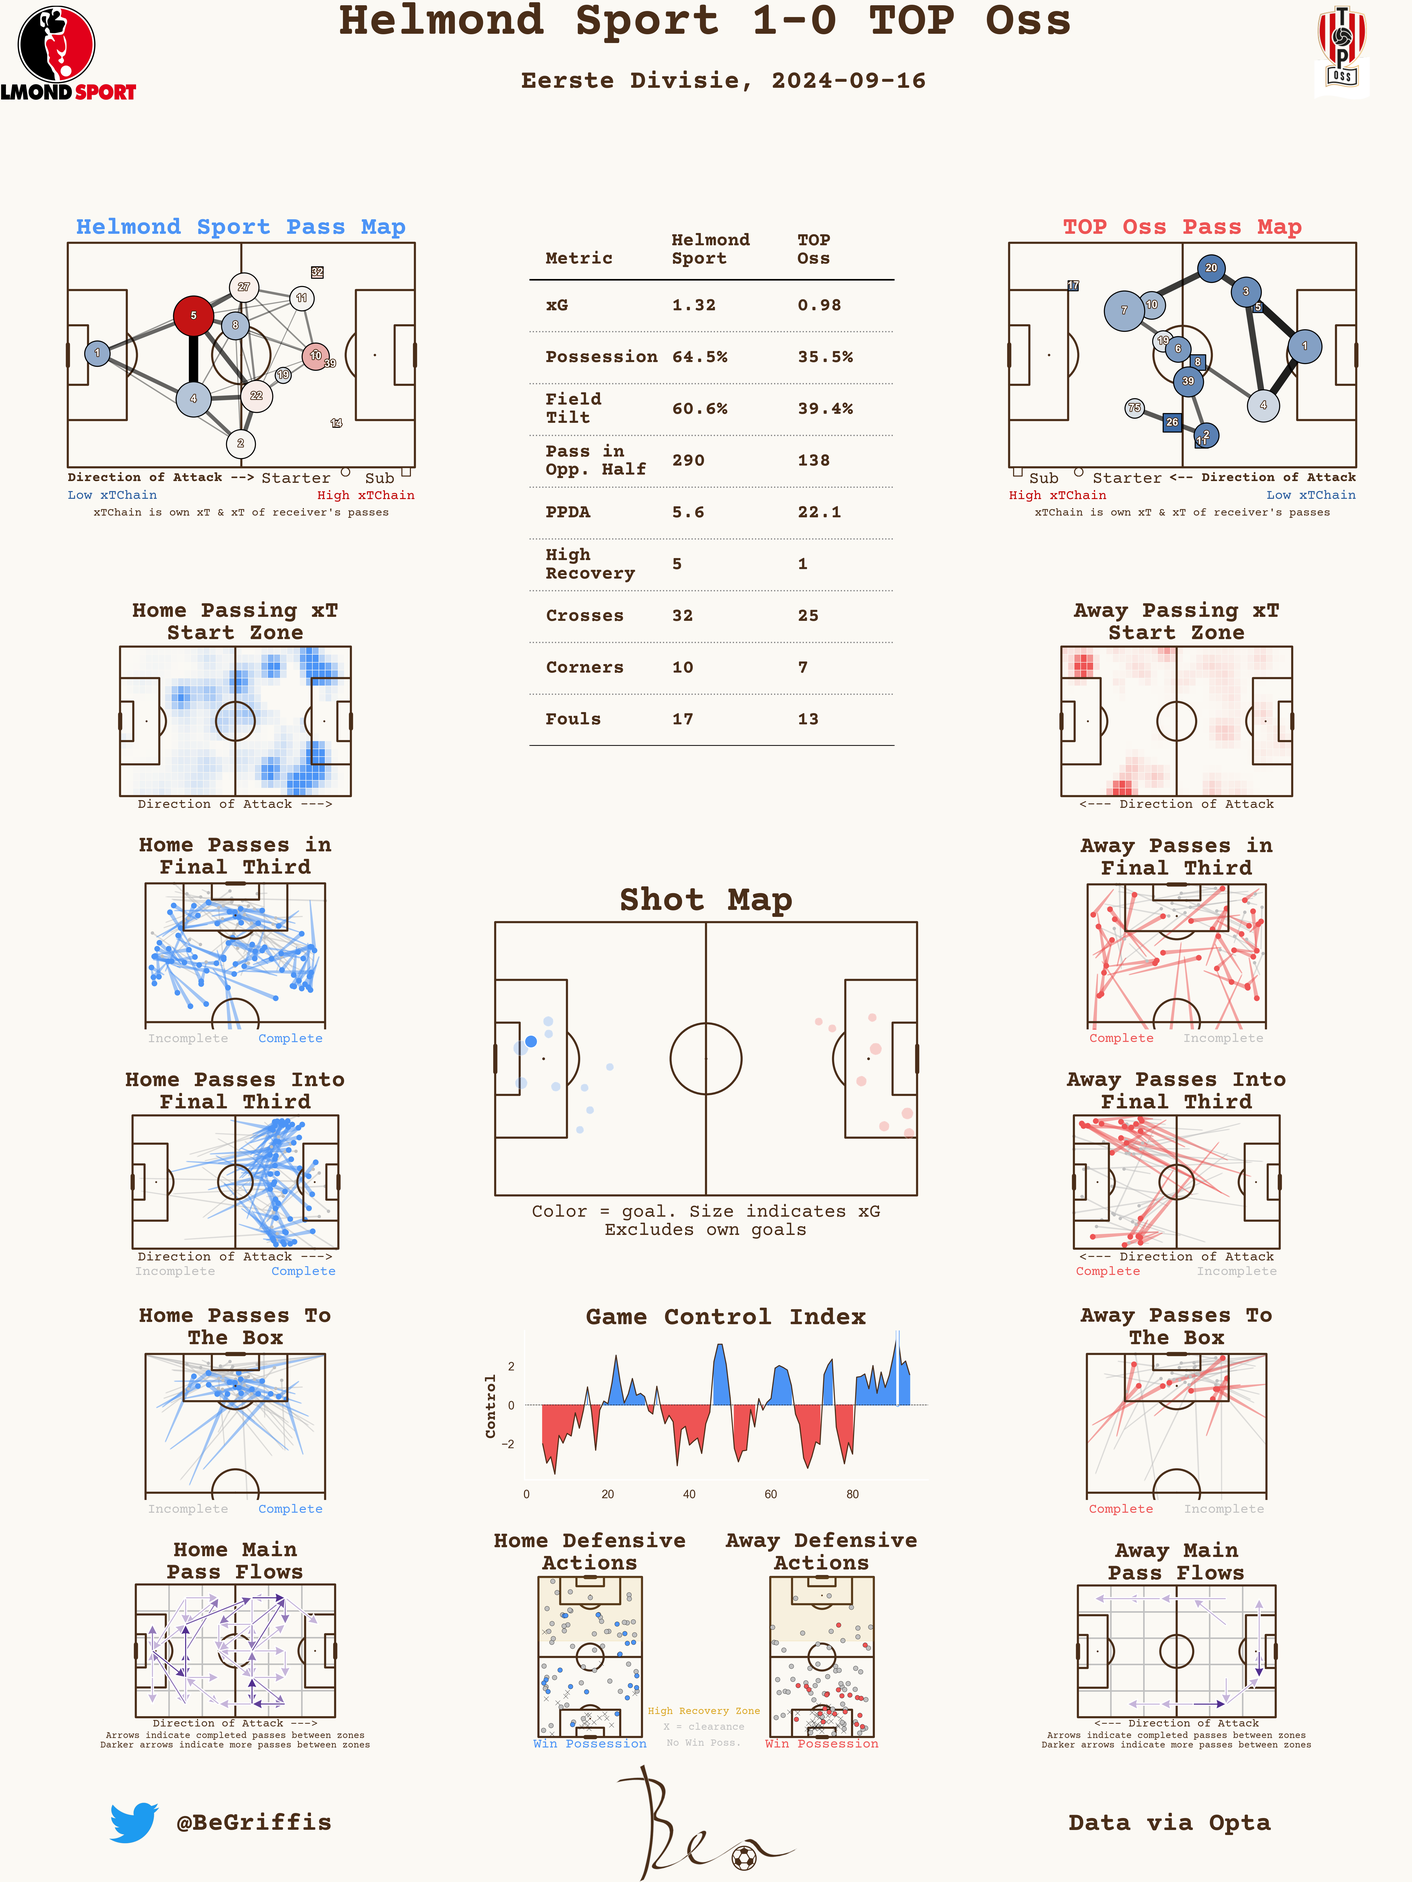 Helmond Sport 1-0 TOP Oss
Eerste Divisie, 2024-09-16
LMOND SPORT
TOP
OSS
Helmond Sport Pass Map
1
5
4
27
8
22
2
11
10
39
19
32
14
Direction of Attack --> Starter Sub
Low xTChain High xTChain
xTChain is own xT & xT of receiver's passes
Metric Helmond Sport TOP Oss
xG 1.32 0.98
Possession 64.5% 35.5%
Field Tilt 60.6% 39.4%
Pass in Opp. Half 290 138
PPDA 5.6 22.1
High Recovery 5 1
Crosses 32 25
Corners 10 7
Fouls 17 13
TOP Oss Pass Map
17
20
3
7
10
19
6
8
39
1
4
75
26
2
11
Sub Starter <-- Direction of Attack
High xTChain Low xTChain
xTChain is own xT & xT of receiver's passes
Home Passing xT
Start Zone
Direction of Attack --->
Away Passing xT
Start Zone
<--- Direction of Attack
Home Passes in
Final Third
Incomplete Complete
Away Passes in
Final Third
Complete Incomplete
Shot Map
Color = goal. Size indicates xG
Excludes own goals
Home Passes Into
Final Third
Direction of Attack --->
Incomplete Complete
Away Passes Into
Final Third
<--- Direction of Attack
Complete Incomplete
Home Passes To
The Box
Incomplete Complete
Game Control Index
Control
2
0
−2
0 20 40 60 80
Away Passes To
The Box
Complete Incomplete
Home Main
Pass Flows
Direction of Attack --->
Arrows indicate completed passes between zones
Darker arrows indicate more passes between zones
Home Defensive
Actions
Win Possession
Away Defensive
Actions
Win Possession
High Recovery Zone
X = clearance
No Win Poss.
Away Main
Pass Flows
<--- Direction of Attack
Arrows indicate completed passes between zones
Darker arrows indicate more passes between zones
@BeGriffis
Ben
Data via Opta